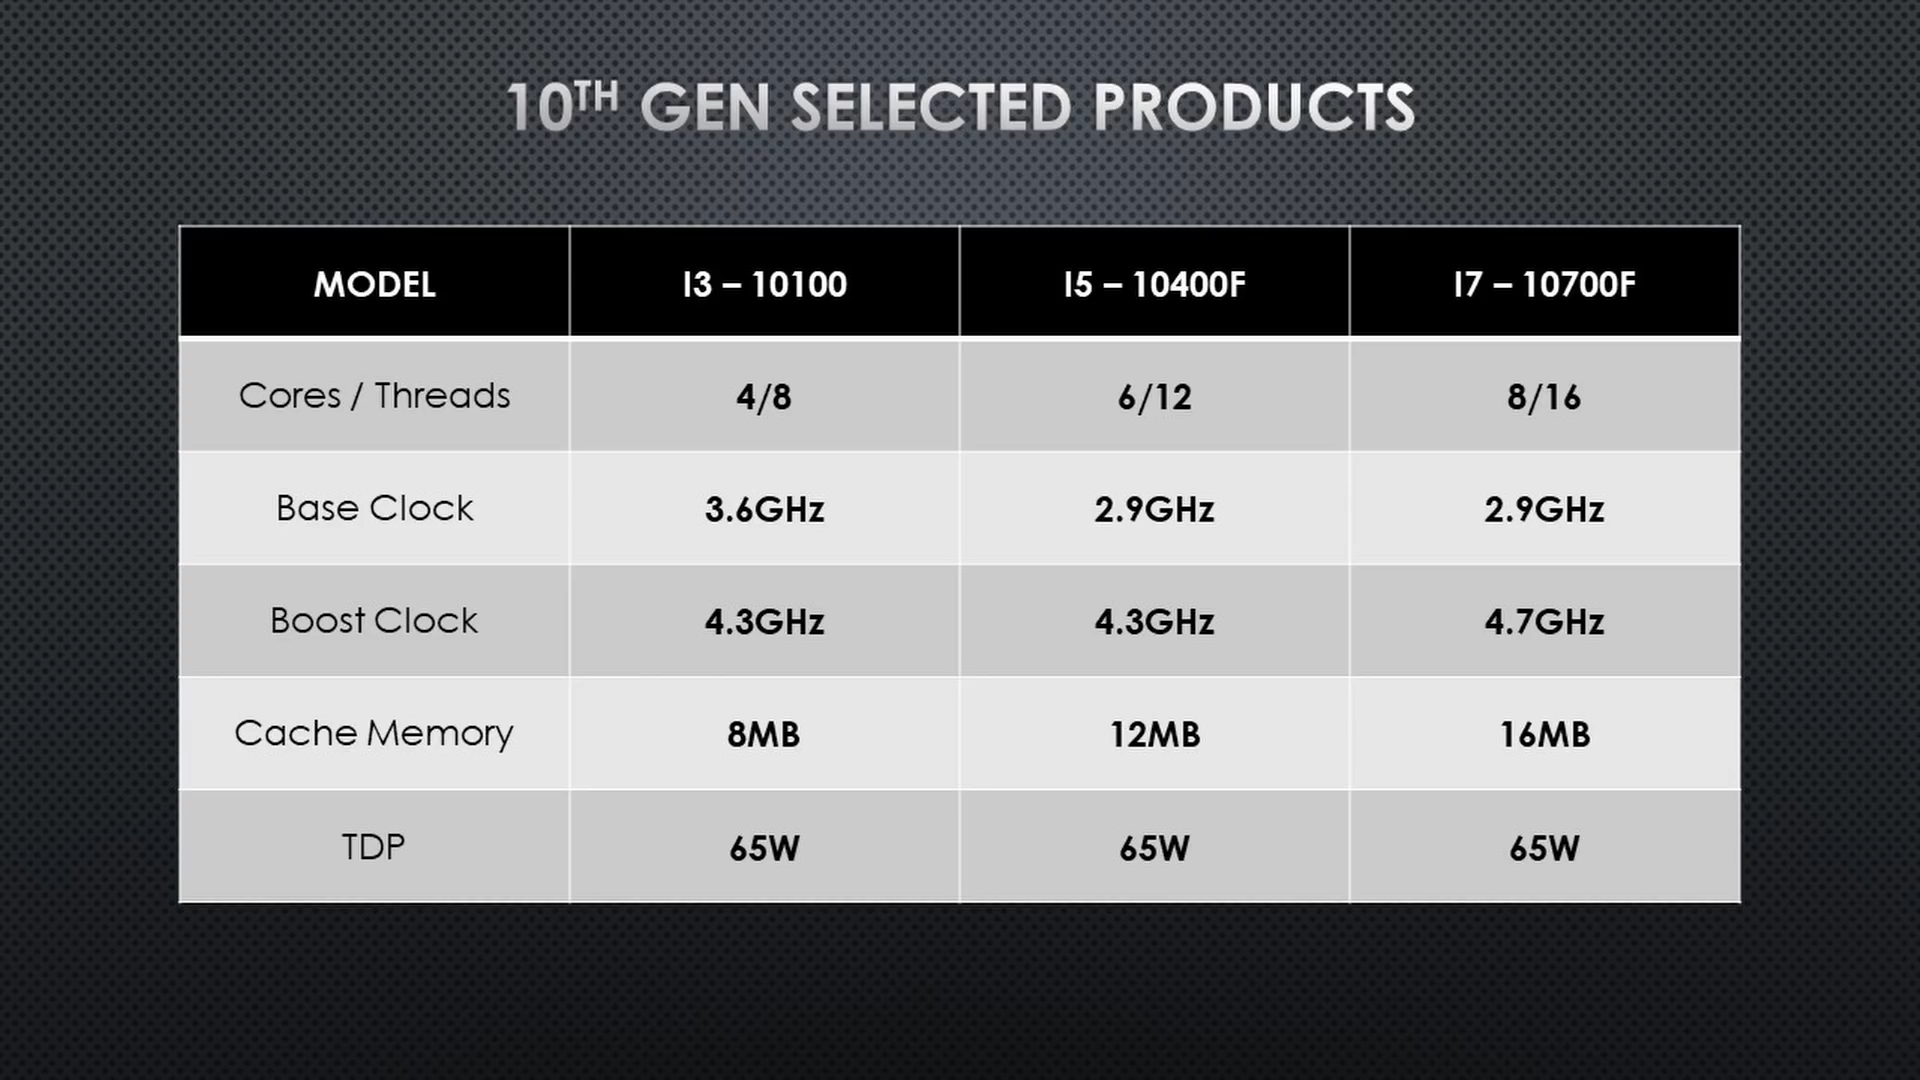 10TH GEN SELECTED PRODUCTS
MODEL I3 – 10100 I5 – 10400F I7 – 10700F
Cores / Threads 4/8 6/12 8/16
Base Clock 3.6GHz 2.9GHz 2.9GHz
Boost Clock 4.3GHz 4.3GHz 4.7GHz
Cache Memory 8MB 12MB 16MB
TDP 65W 65W 65W